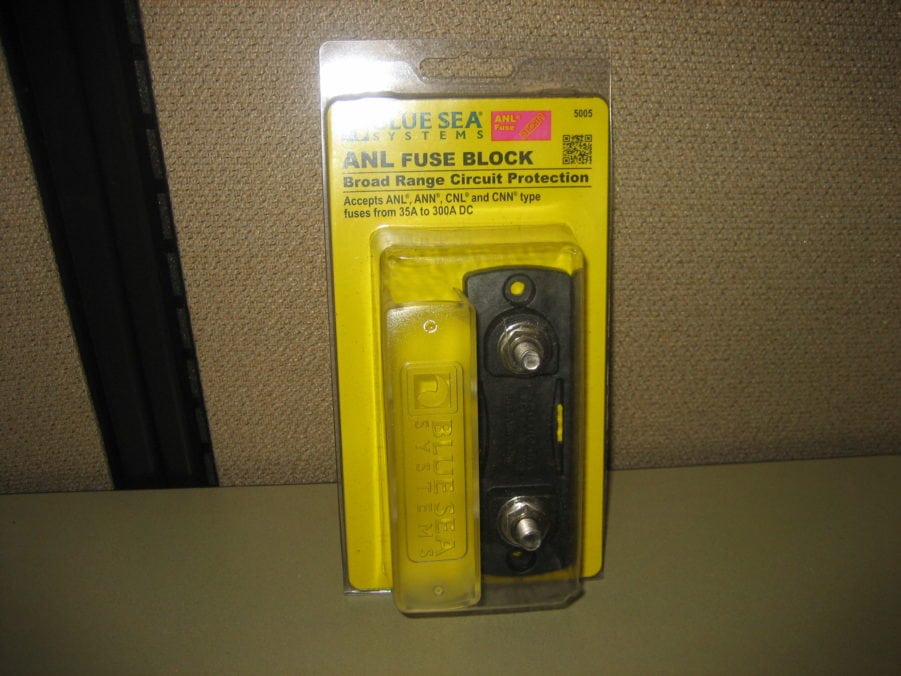 BLUE SEA®
SYSTEMS
ANL®
Fuse
5005
ANL FUSE BLOCK
Broad Range Circuit Protection
Accepts ANL®, ANN®, CNL® and CNN® type
fuses from 35A to 300A DC
BLUE SEA
SYSTEMS